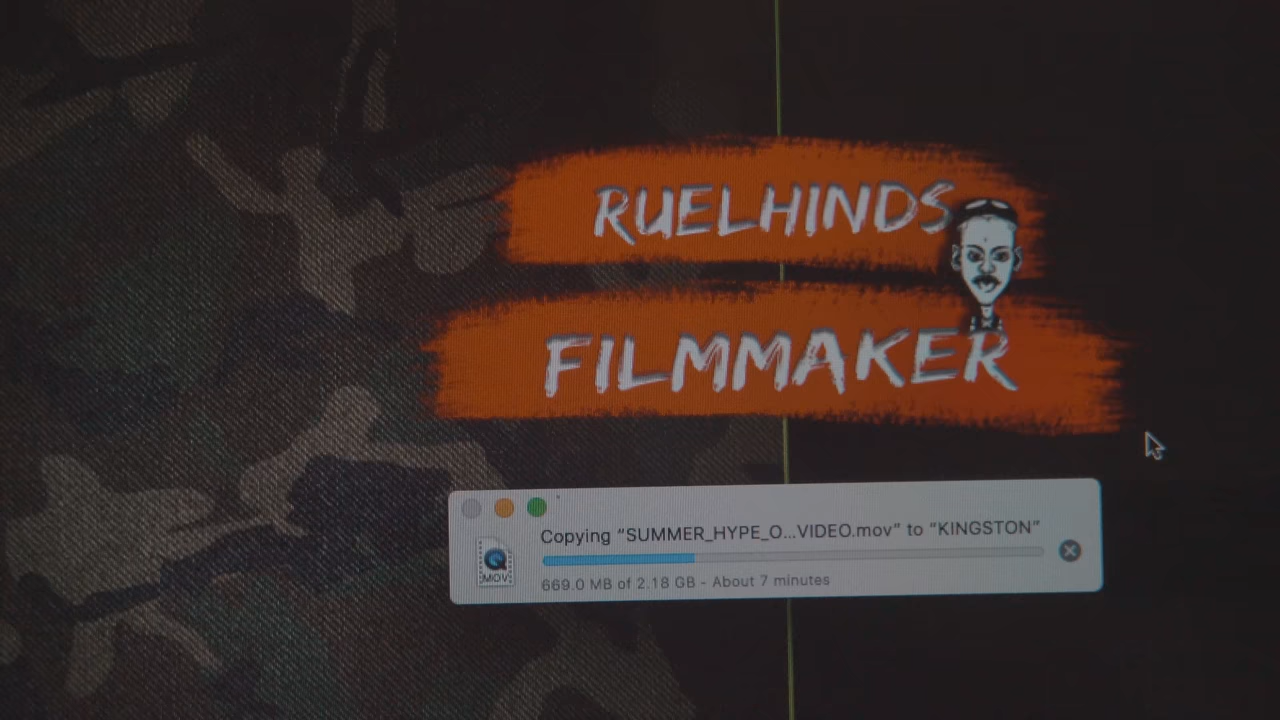 RUELHINDS
FILMMAKER
Copying “SUMMER_HYPE_O...VIDEO.mov” to “KINGSTON”
MOV
669.0 MB of 2.18 GB - About 7 minutes